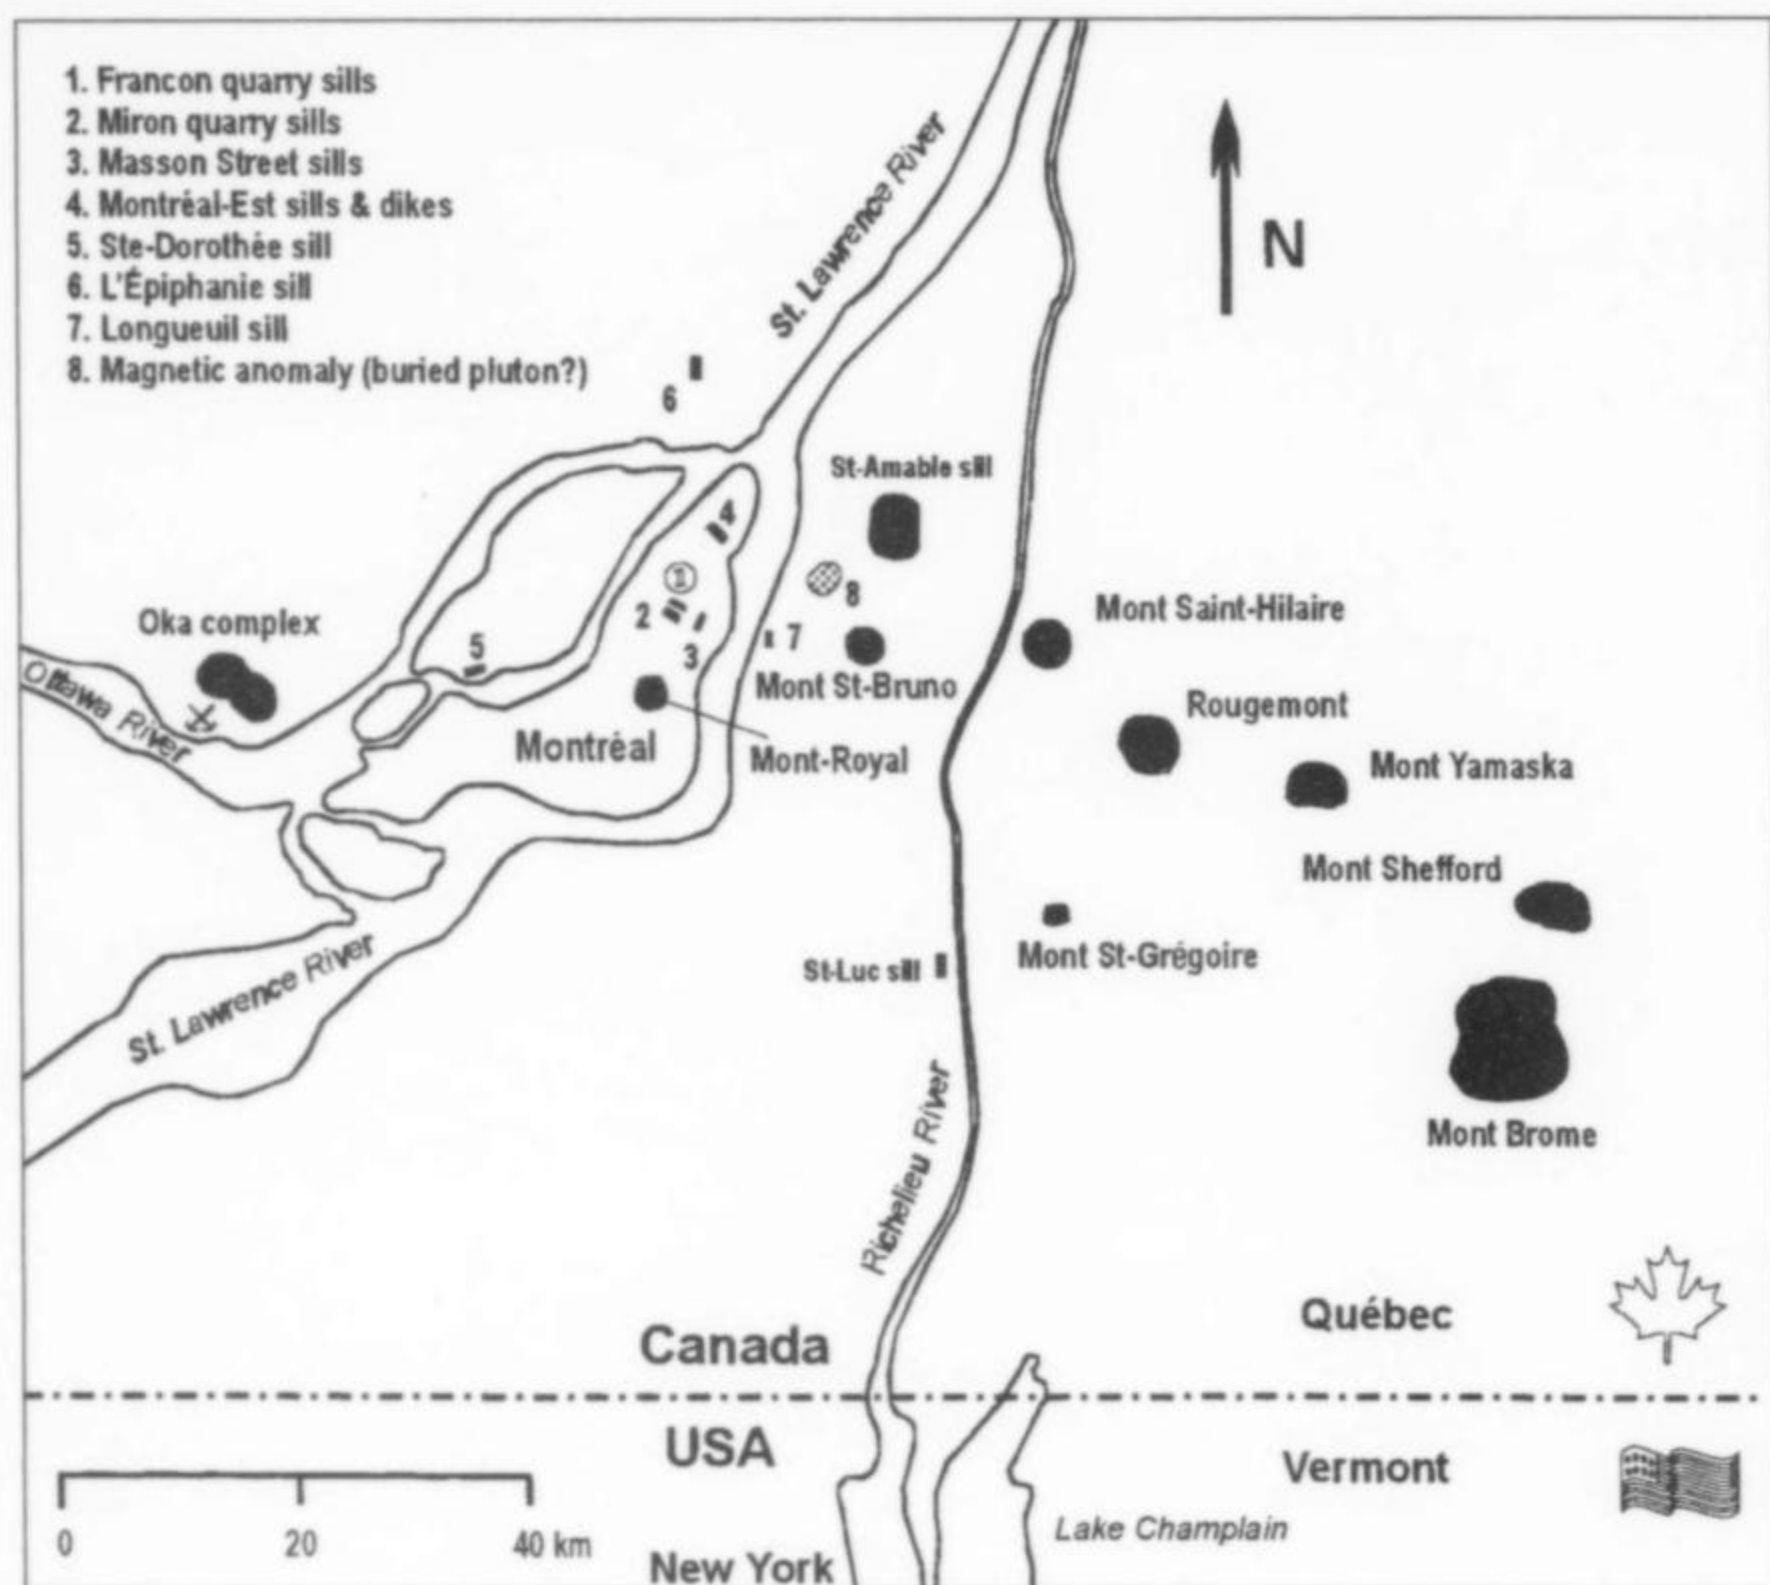 1. Francon quarry sills
2. Miron quarry sills
3. Masson Street sills
4. Montréal-Est sills & dikes
5. Ste-Dorothée sill
6. L'Épiphanie sill
7. Longueuil sill
8. Magnetic anomaly (buried pluton?)
St. Lawrence River
N
6
St-Amable sill
4
1
8
2
3
7
5
Oka complex
Mont Saint-Hilaire
Ottawa River
Mont St-Bruno
Rougemont
Montréal
Mont-Royal
Mont Yamaska
Mont Shefford
St. Lawrence River
St-Luc sill
Mont St-Grégoire
Mont Brome
Richelieu River
Canada
Québec
USA
Vermont
0
20
40 km
New York
Lake Champlain